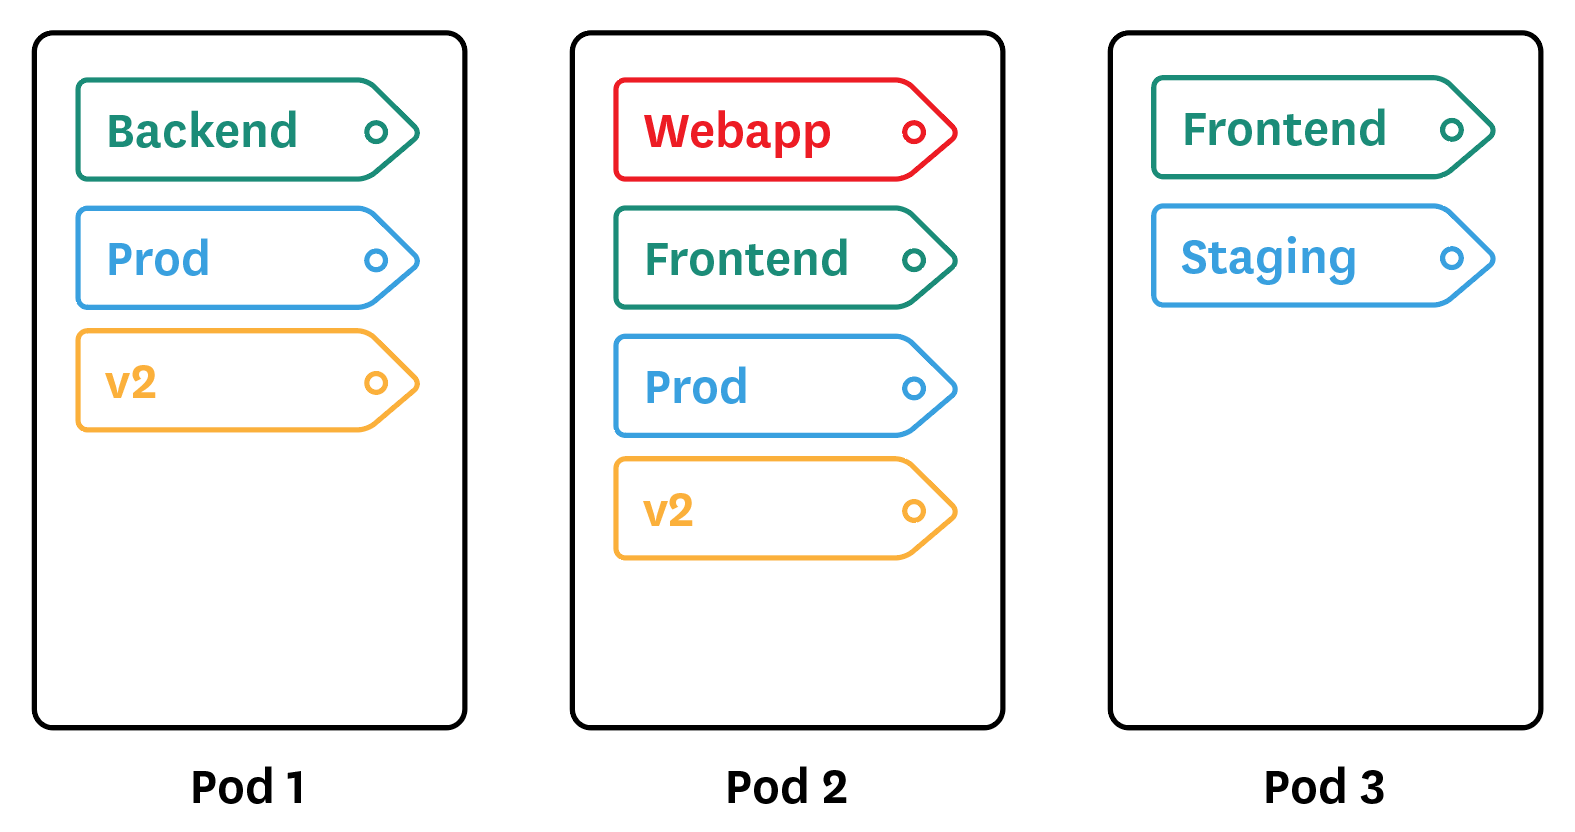 Backend
Prod
v2
Pod 1
Webapp
Frontend
Prod
v2
Pod 2
Frontend
Staging
Pod 3